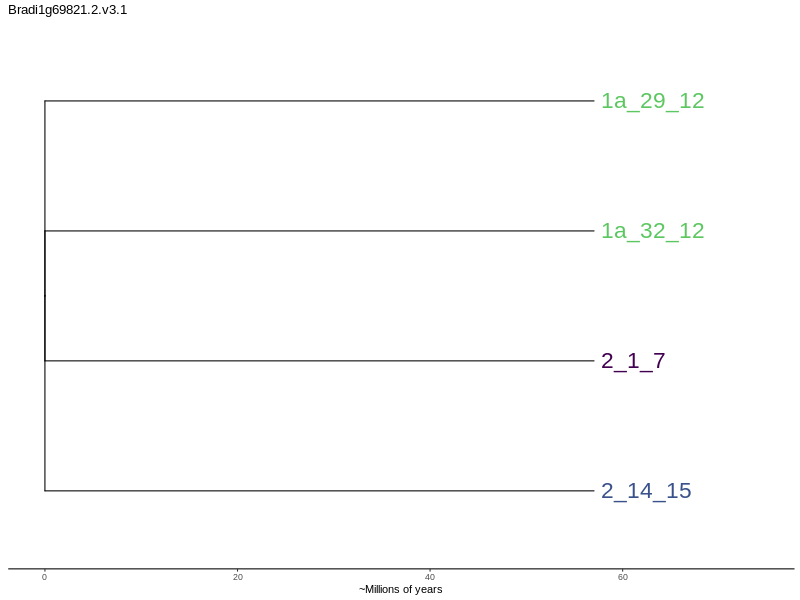 Bradi1g69821.2.v3.1
1a_29_12
1a_32_12
2_1_7
2_14_15
0 20 40 60
~Millions of years